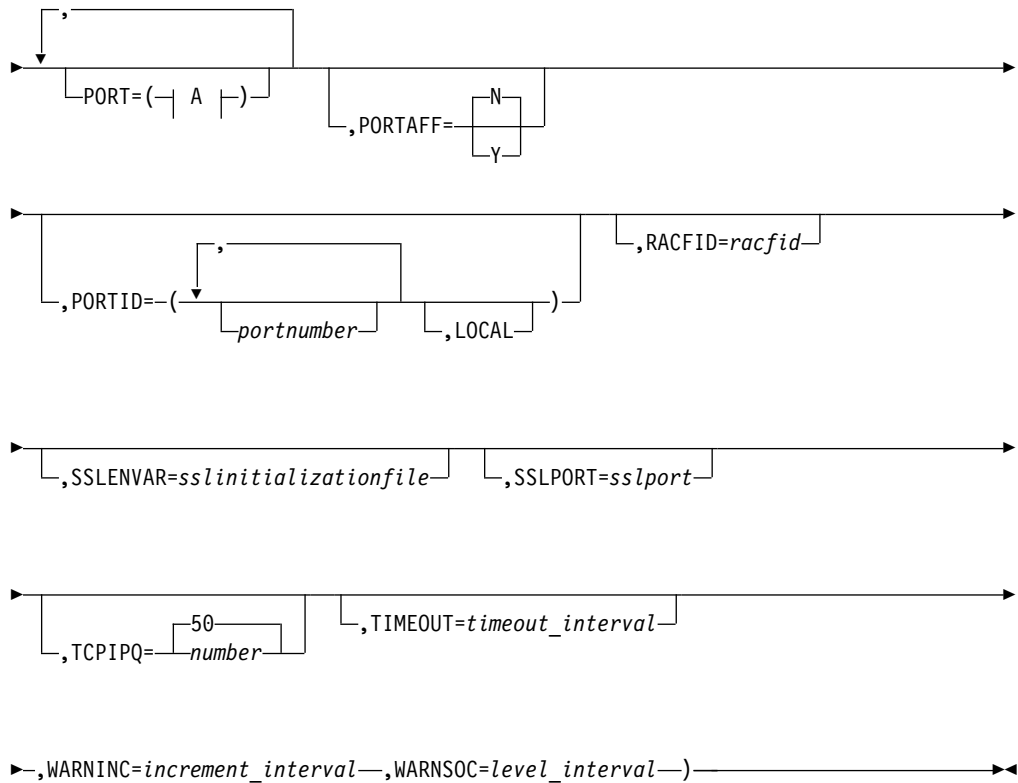 ,
PORT=( A )
,PORTAFF= N
Y
,
,PORTID= ( portnumber ,LOCAL )
,RACFID=racfid
,SSLENVAR=sslinitializationfile ,SSLPORT=sslport
,TCPIPQ= 50
number
,TIMEOUT=timeout_interval
,WARNINC=increment_interval ,WARNSOC=level_interval )